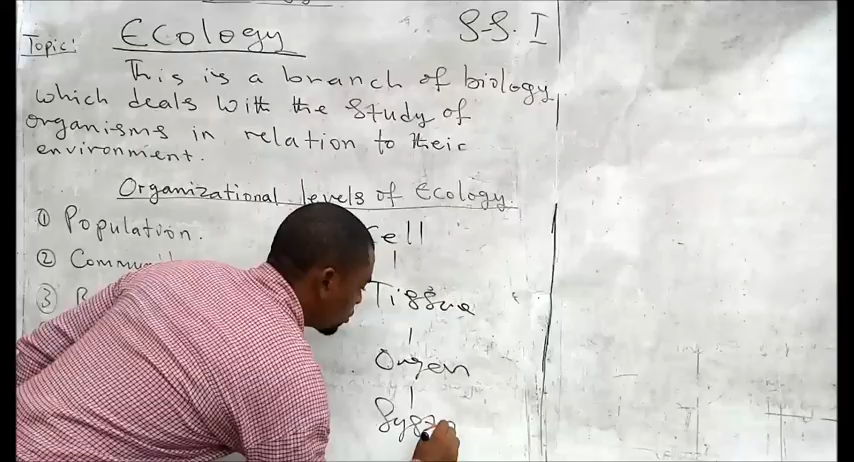 Topic: Ecology S.S. I
This is a branch of biology
which deals with the study of
organisms in relation to their
environment.
Organizational levels of Ecology.
① Population.
②
③
Cell
Tissue
Organ